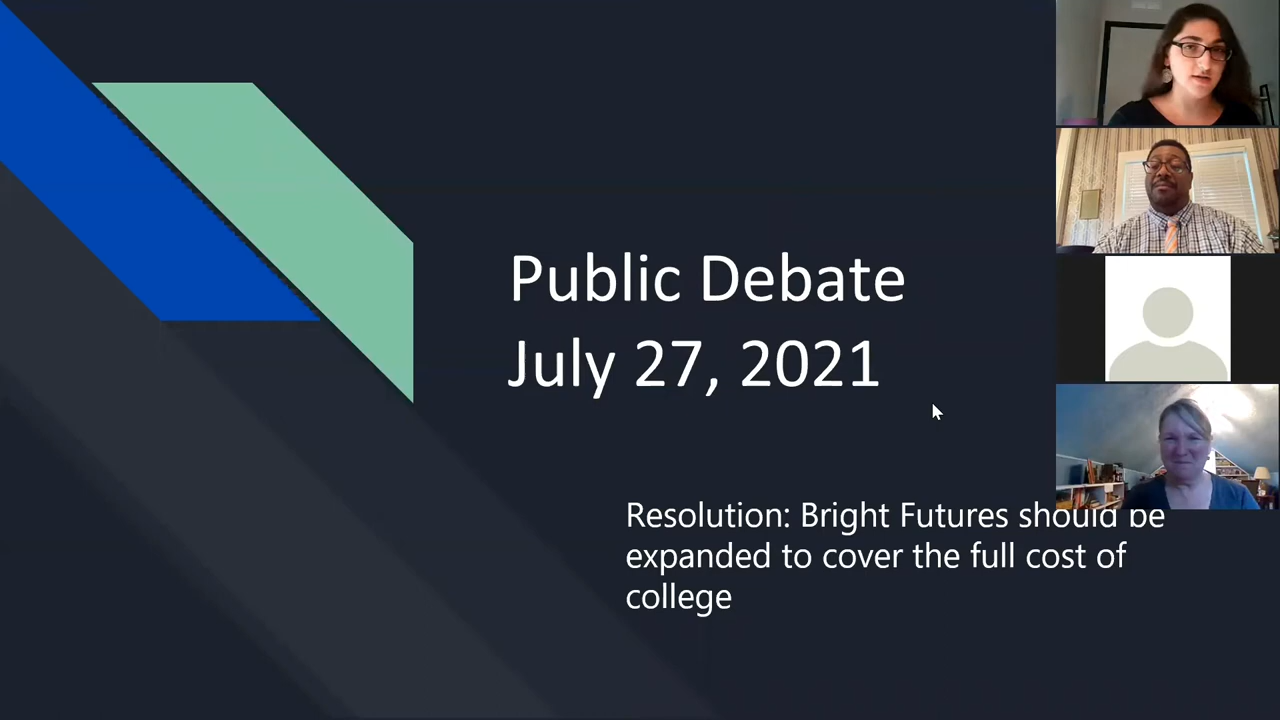 Public Debate
July 27, 2021
Resolution: Bright Futures should be
expanded to cover the full cost of
college